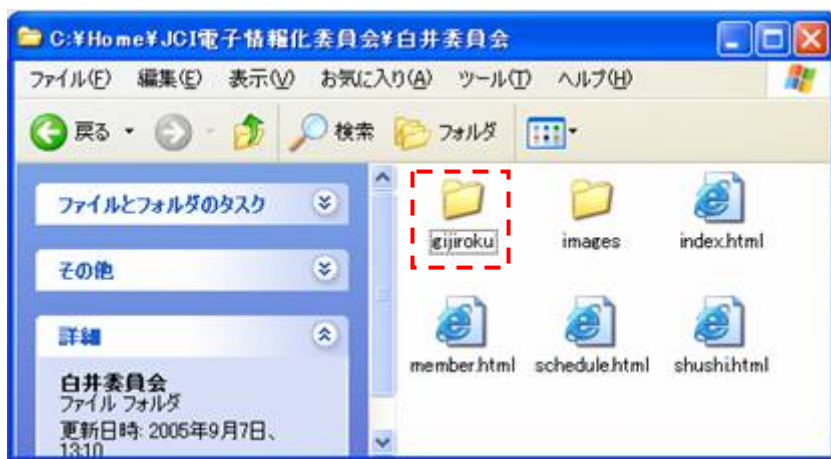 C:¥Home¥JCI電子情報化委員会¥白井委員会
ファイル(F) 編集(E) 表示(V) お気に入り(A) ツール(T) ヘルプ(H)
戻る 検索 フォルダ
ファイルとフォルダのタスク
その他
詳細
白井委員会
ファイル フォルダ
更新日時: 2005年9月7日、
13:10
gijiroku images index.html
member.html schedule.html shushi.html